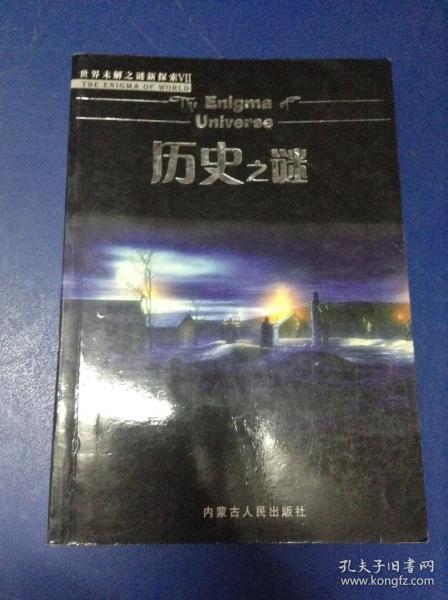 世界未解之谜新探索VII
THE ENIGMA OF WORLD
The Enigma of
Universe
历史之谜
内蒙古人民出版社
孔夫子旧书网
www.kongfz.com